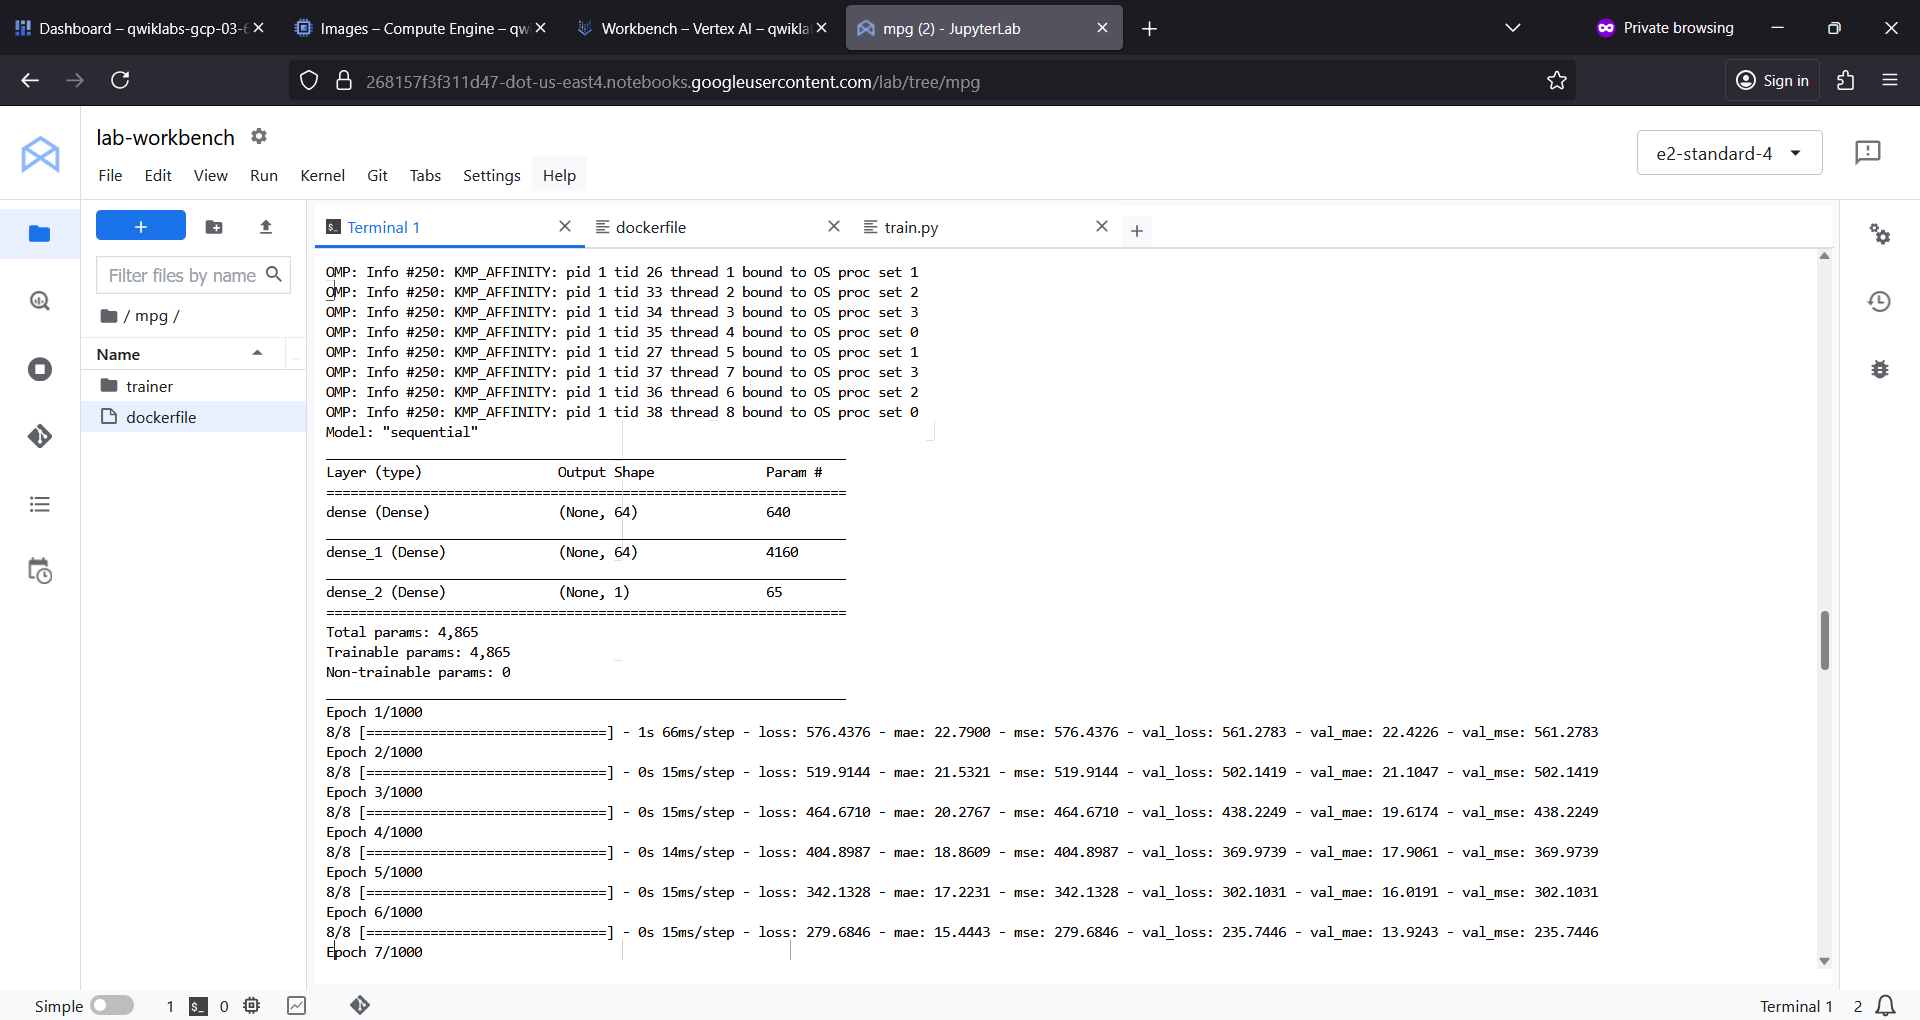 Dashboard – qwiklabs-gcp-03-6
Images – Compute Engine – qw
Workbench – Vertex AI – qwikla
mpg (2) - JupyterLab
Private browsing
268157f3f311d47-dot-us-east4.notebooks.googleusercontent.com/lab/tree/mpg
Sign in
lab-workbench
e2-standard-4
File Edit View Run Kernel Git Tabs Settings Help
Filter files by name
/ mpg /
Name
trainer
dockerfile
Terminal 1
dockerfile
train.py
OMP: Info #250: KMP_AFFINITY: pid 1 tid 26 thread 1 bound to OS proc set 1
OMP: Info #250: KMP_AFFINITY: pid 1 tid 33 thread 2 bound to OS proc set 2
OMP: Info #250: KMP_AFFINITY: pid 1 tid 34 thread 3 bound to OS proc set 3
OMP: Info #250: KMP_AFFINITY: pid 1 tid 35 thread 4 bound to OS proc set 0
OMP: Info #250: KMP_AFFINITY: pid 1 tid 27 thread 5 bound to OS proc set 1
OMP: Info #250: KMP_AFFINITY: pid 1 tid 37 thread 7 bound to OS proc set 3
OMP: Info #250: KMP_AFFINITY: pid 1 tid 36 thread 6 bound to OS proc set 2
OMP: Info #250: KMP_AFFINITY: pid 1 tid 38 thread 8 bound to OS proc set 0
Model: "sequential"
_________________________________________________________________
Layer (type) Output Shape Param #
=================================================================
dense (Dense) (None, 64) 640
_________________________________________________________________
dense_1 (Dense) (None, 64) 4160
_________________________________________________________________
dense_2 (Dense) (None, 1) 65
=================================================================
Total params: 4,865
Trainable params: 4,865
Non-trainable params: 0
_________________________________________________________________
Epoch 1/1000
8/8 [==============================] - 1s 66ms/step - loss: 576.4376 - mae: 22.7900 - mse: 576.4376 - val_loss: 561.2783 - val_mae: 22.4226 - val_mse: 561.2783
Epoch 2/1000
8/8 [==============================] - 0s 15ms/step - loss: 519.9144 - mae: 21.5321 - mse: 519.9144 - val_loss: 502.1419 - val_mae: 21.1047 - val_mse: 502.1419
Epoch 3/1000
8/8 [==============================] - 0s 15ms/step - loss: 464.6710 - mae: 20.2767 - mse: 464.6710 - val_loss: 438.2249 - val_mae: 19.6174 - val_mse: 438.2249
Epoch 4/1000
8/8 [==============================] - 0s 14ms/step - loss: 404.8987 - mae: 18.8609 - mse: 404.8987 - val_loss: 369.9739 - val_mae: 17.9061 - val_mse: 369.9739
Epoch 5/1000
8/8 [==============================] - 0s 15ms/step - loss: 342.1328 - mae: 17.2231 - mse: 342.1328 - val_loss: 302.1031 - val_mae: 16.0191 - val_mse: 302.1031
Epoch 6/1000
8/8 [==============================] - 0s 15ms/step - loss: 279.6846 - mae: 15.4443 - mse: 279.6846 - val_loss: 235.7446 - val_mae: 13.9243 - val_mse: 235.7446
Epoch 7/1000
Simple 1 0 Terminal 1 2